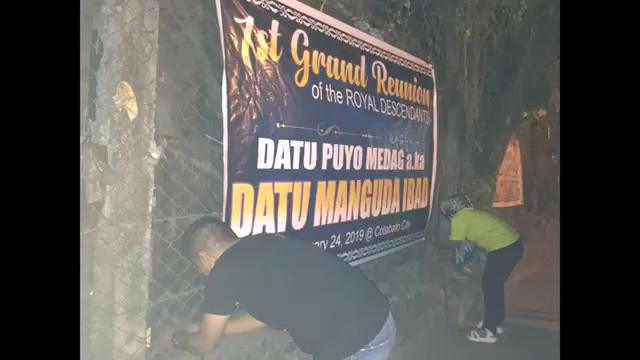 1st Grand Reunion
of the ROYAL DESCENDANTS
DATU PUYO MEDAG a.ka
DATU MANGUDA IBAD
24, 2019 @ Cotabato City